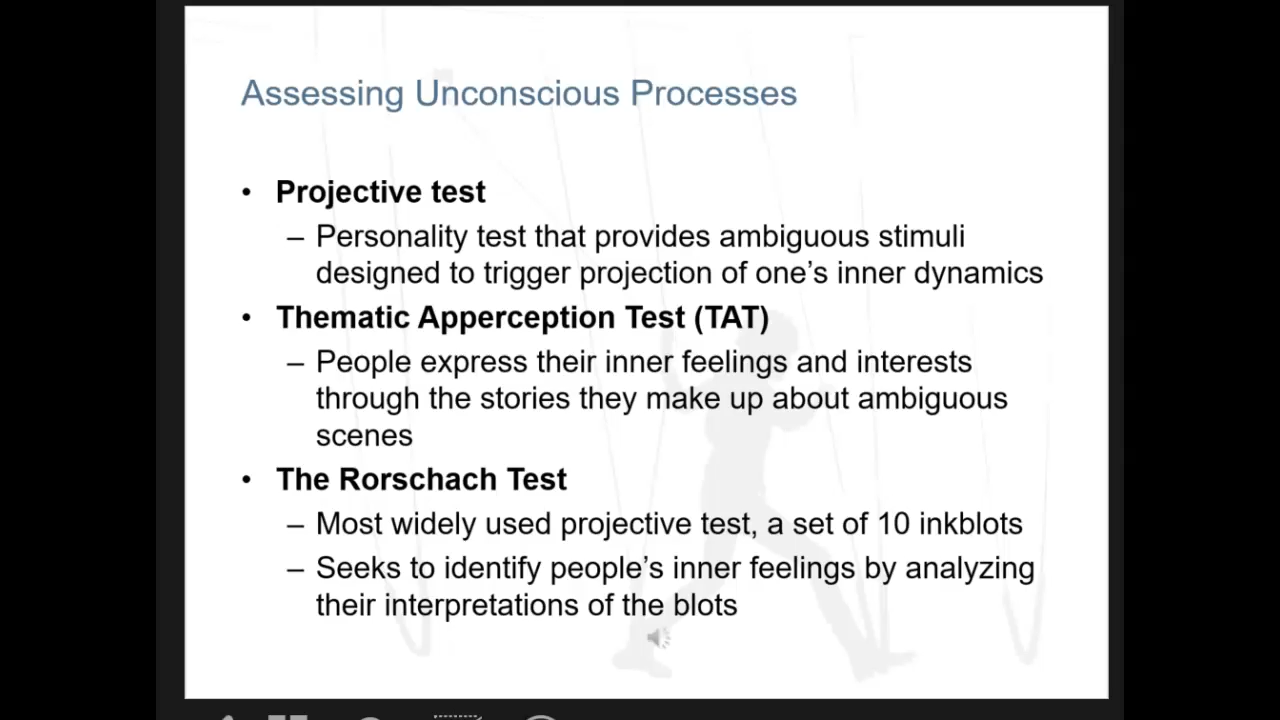 Assessing Unconscious Processes
• Projective test
– Personality test that provides ambiguous stimuli
designed to trigger projection of one’s inner dynamics
• Thematic Apperception Test (TAT)
– People express their inner feelings and interests
through the stories they make up about ambiguous
scenes
• The Rorschach Test
– Most widely used projective test, a set of 10 inkblots
– Seeks to identify people’s inner feelings by analyzing
their interpretations of the blots